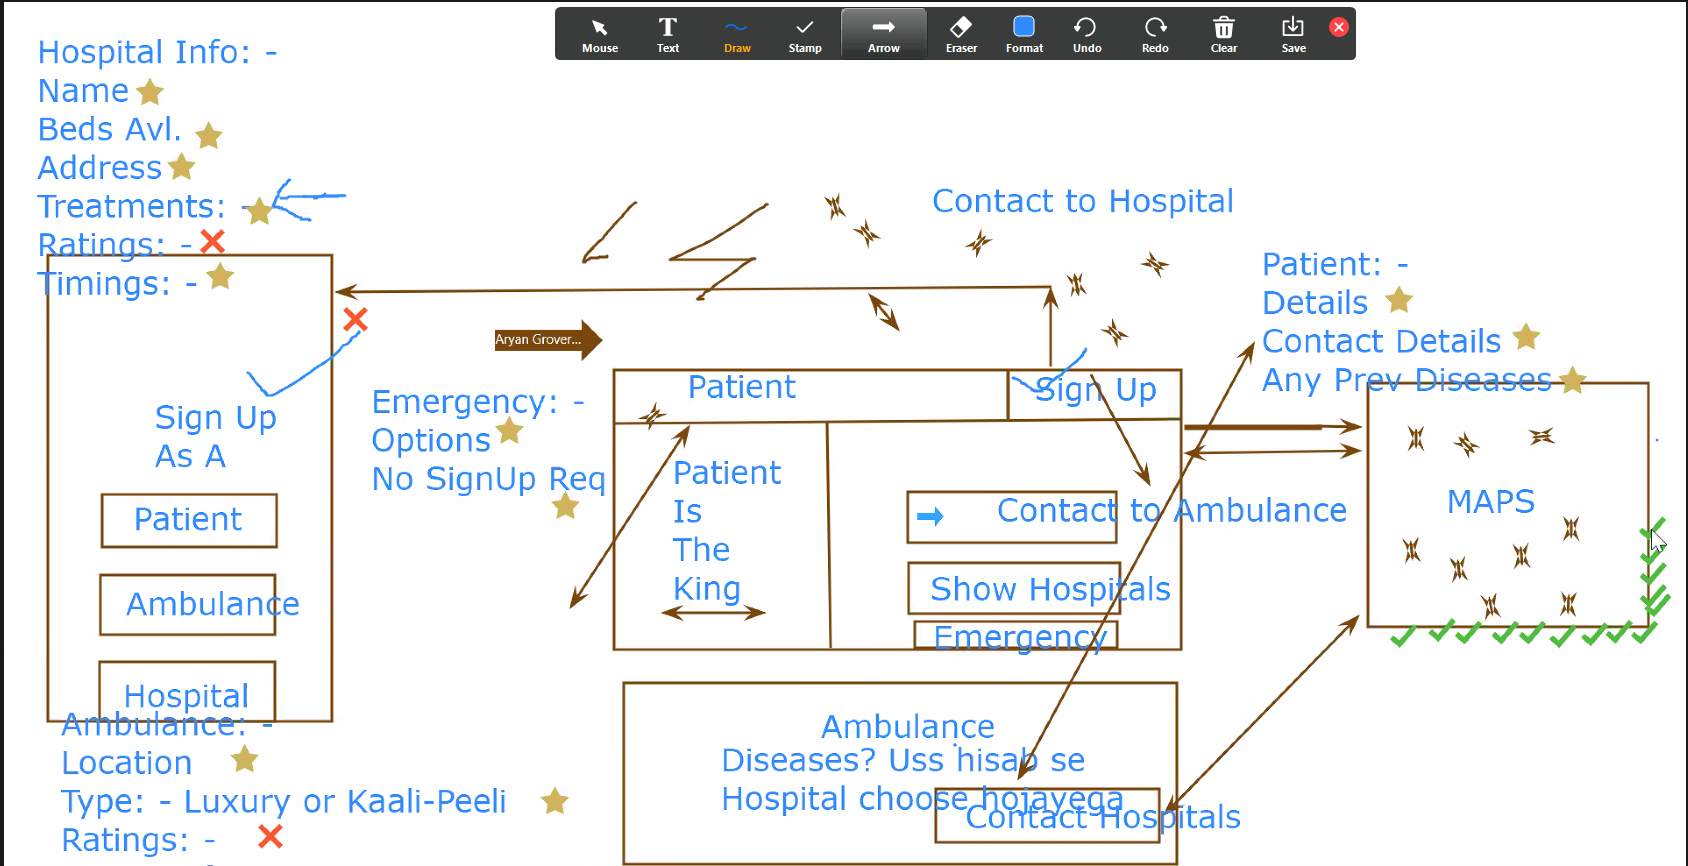 Mouse
Text
Draw
Stamp
Arrow
Eraser
Format
Undo
Redo
Clear
Save
Hospital Info: -
Name
Beds Avl.
Address
Treatments: -
Ratings: -
Timings: -
Sign Up
As A
Patient
Ambulance
Hospital
Ambulance: -
Location
Type: - Luxury or Kaali-Peeli
Ratings: -
Aryan Grover...
Emergency: -
Options
No SignUp Req
Contact to Hospital
Patient
Sign Up
Patient
Is
The
King
Contact to Ambulance
Show Hospitals
Emergency
Ambulance
Diseases? Uss hisab se
Hospital choose hojayega
Contact Hospitals
Patient: -
Details
Contact Details
Any Prev Diseases
MAPS